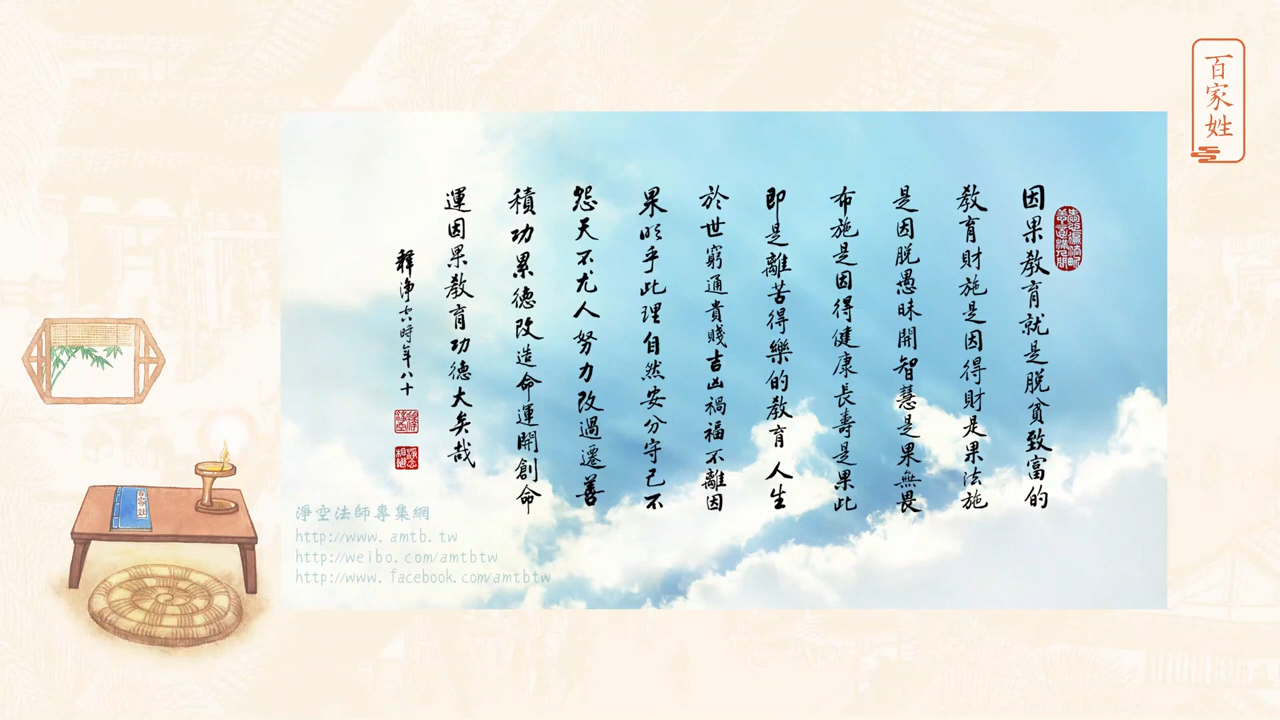 百家姓
因果教育就是脱貧致富的
教育財施是因得財是果法施
是因脱愚昧開智慧是果無畏
布施是因得健康長壽是果此
即是離苦得樂的教育人生
於世窮通貴賤吉凶禍福不離因
果明乎此理自然安分守己不
怨天不尤人努力改過遷善
積功累德改造命運開創命
運因果教育功德大矣哉
釋淨空時年八十
淨空法師專集網
http://www.amtb.tw
http://weibo.com/amtbtw
http://www.facebook.com/amtbtw
百家姓